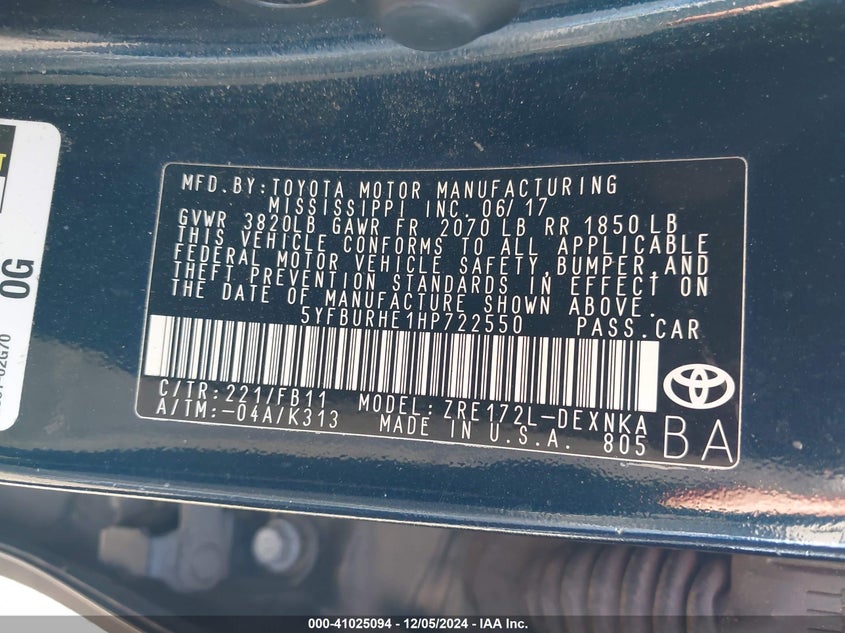 MFD.BY:TOYOTA MOTOR MANUFACTURING
MISSISSIPPI INC. 06/17
GVWR 3820LB GAWR FR 2070 LB RR 1850 LB
THIS VEHICLE CONFORMS TO ALL APPLICABLE
FEDERAL MOTOR VEHICLE SAFETY,BUMPER,AND
THEFT PREVENTION STANDARDS IN EFFECT ON
THE DATE OF MANUFACTURE SHOWN ABOVE.
5YFBURHE1HP722550 PASS.CAR
C/TR:221/FB11 MODEL:ZRE172L-DEXNKA
A/TM:-04A/K313 MADE IN U.S.A. 805
BA
OG
000-41025094 - 12/05/2024 - IAA Inc.